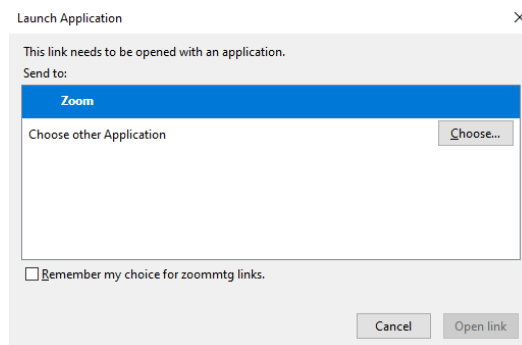 Launch Application
This link needs to be opened with an application.
Send to:
Zoom
Choose other Application
Choose...
Remember my choice for zoommtg links.
Cancel
Open link